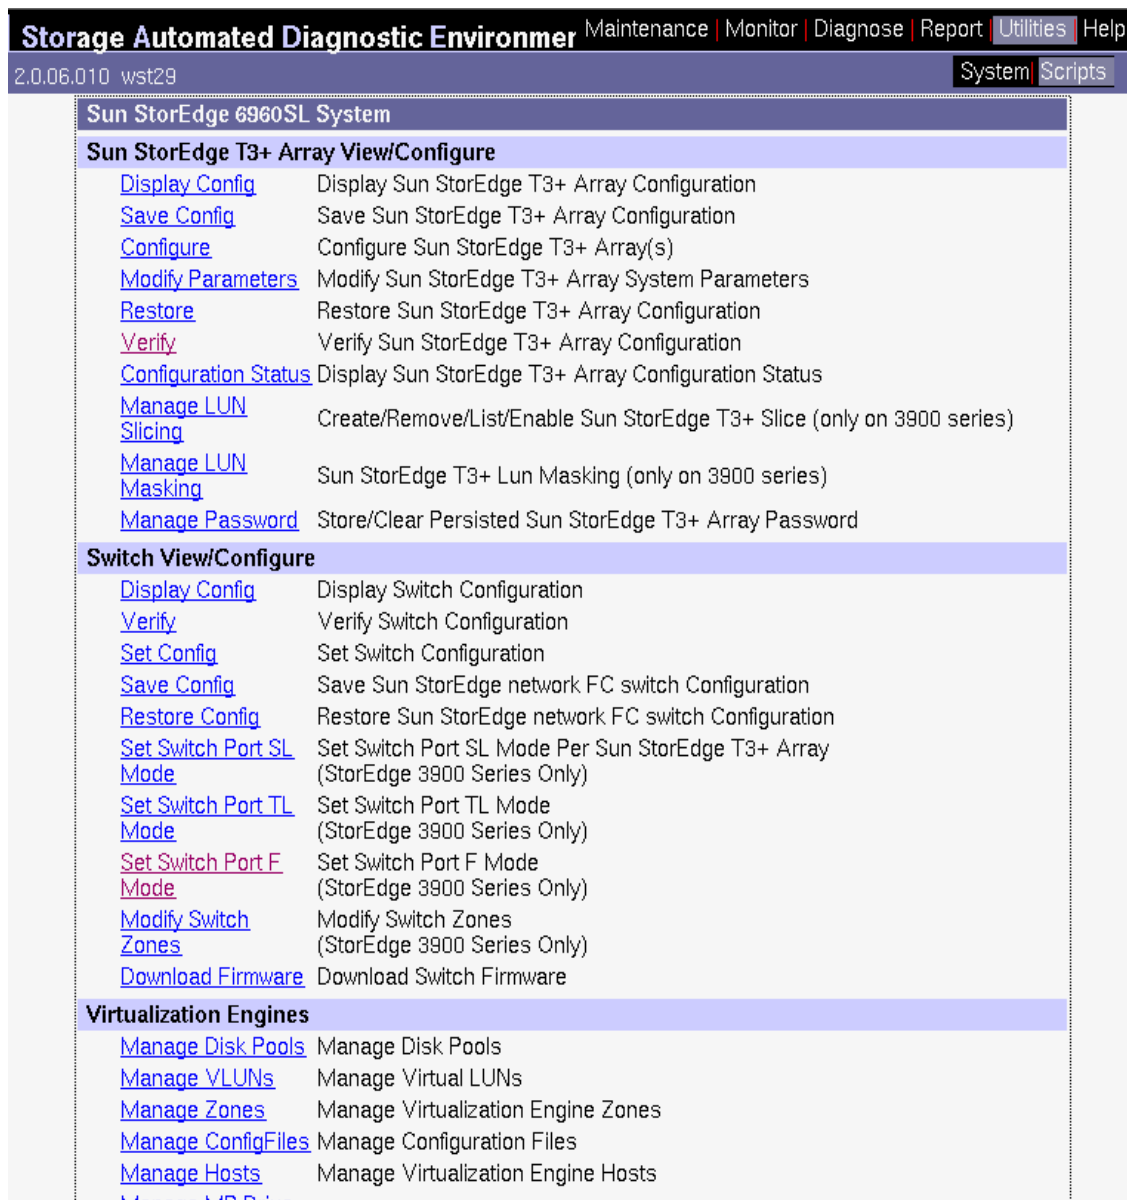 Storage Automated Diagnostic Environmer Maintenance | Monitor | Diagnose | Report | Utilities | Help
2.0.06.010 wst29 System | Scripts
Sun StorEdge 6960SL System
Sun StorEdge T3+ Array View/Configure
Display Config Display Sun StorEdge T3+ Array Configuration
Save Config Save Sun StorEdge T3+ Array Configuration
Configure Configure Sun StorEdge T3+ Array(s)
Modify Parameters Modify Sun StorEdge T3+ Array System Parameters
Restore Restore Sun StorEdge T3+ Array Configuration
Verify Verify Sun StorEdge T3+ Array Configuration
Configuration Status Display Sun StorEdge T3+ Array Configuration Status
Manage LUN
Slicing
Create/Remove/List/Enable Sun StorEdge T3+ Slice (only on 3900 series)
Manage LUN
Masking
Sun StorEdge T3+ Lun Masking (only on 3900 series)
Manage Password Store/Clear Persisted Sun StorEdge T3+ Array Password
Switch View/Configure
Display Config Display Switch Configuration
Verify Verify Switch Configuration
Set Config Set Switch Configuration
Save Config Save Sun StorEdge network FC switch Configuration
Restore Config Restore Sun StorEdge network FC switch Configuration
Set Switch Port SL Set Switch Port SL Mode Per Sun StorEdge T3+ Array
Mode (StorEdge 3900 Series Only)
Set Switch Port TL Set Switch Port TL Mode
Mode (StorEdge 3900 Series Only)
Set Switch Port F Set Switch Port F Mode
Mode (StorEdge 3900 Series Only)
Modify Switch Modify Switch Zones
Zones (StorEdge 3900 Series Only)
Download Firmware Download Switch Firmware
Virtualization Engines
Manage Disk Pools Manage Disk Pools
Manage VLUNs Manage Virtual LUNs
Manage Zones Manage Virtualization Engine Zones
Manage ConfigFiles Manage Configuration Files
Manage Hosts Manage Virtualization Engine Hosts